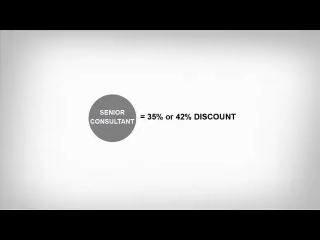 SENIOR
CONSULTANT
= 35% or 42% DISCOUNT